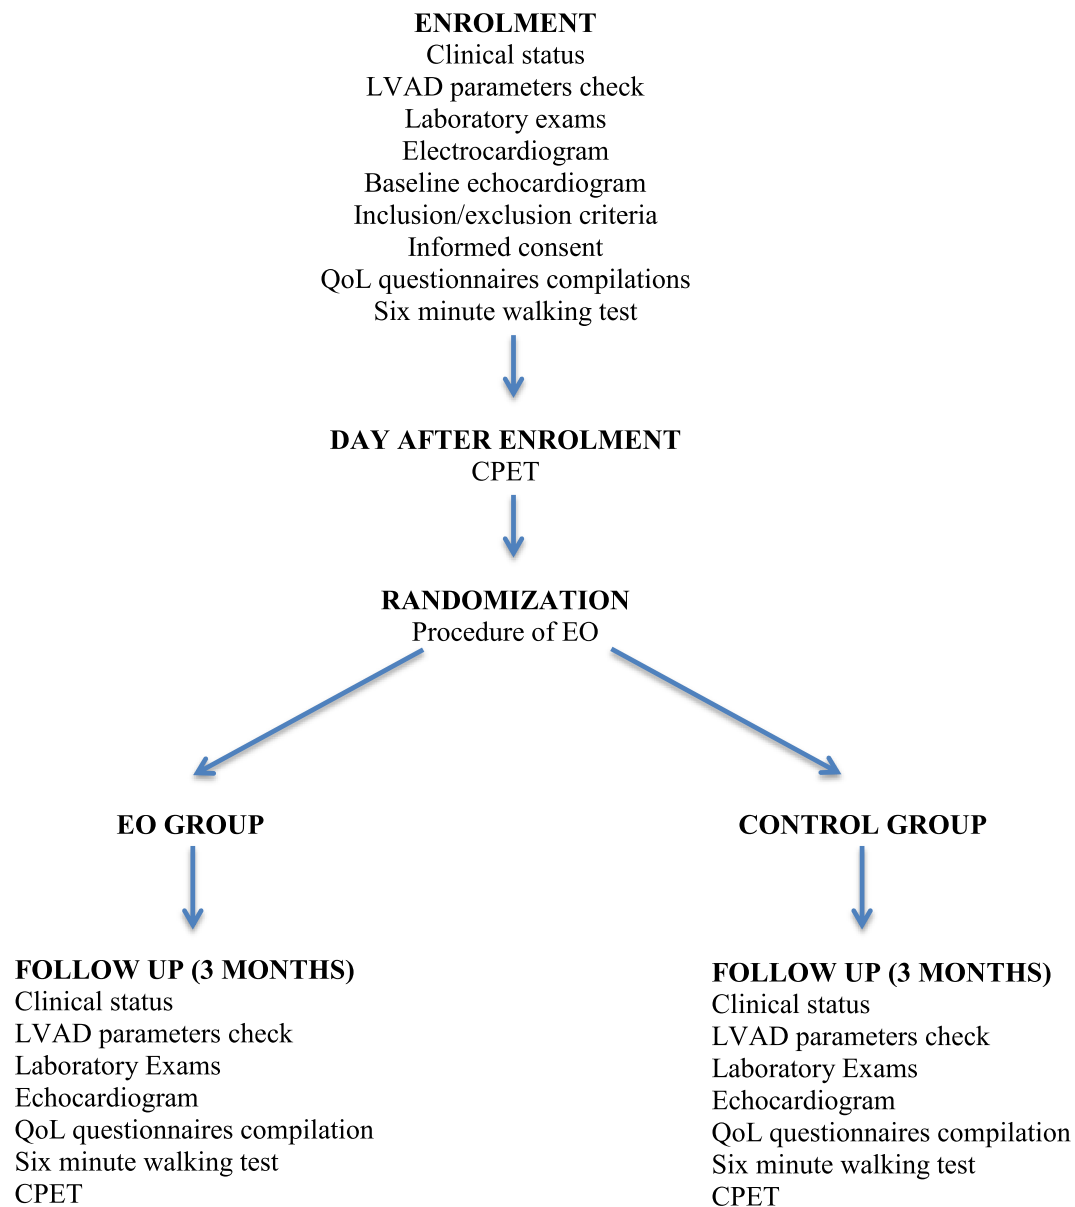 ENROLMENT
Clinical status
LVAD parameters check
Laboratory exams
Electrocardiogram
Baseline echocardiogram
Inclusion/exclusion criteria
Informed consent
QoL questionnaires compilations
Six minute walking test
DAY AFTER ENROLMENT
CPET
RANDOMIZATION
Procedure of EO
EO GROUP
CONTROL GROUP
FOLLOW UP (3 MONTHS)
Clinical status
LVAD parameters check
Laboratory Exams
Echocardiogram
QoL questionnaires compilation
Six minute walking test
CPET
FOLLOW UP (3 MONTHS)
Clinical status
LVAD parameters check
Laboratory Exams
Echocardiogram
QoL questionnaires compilation
Six minute walking test
CPET